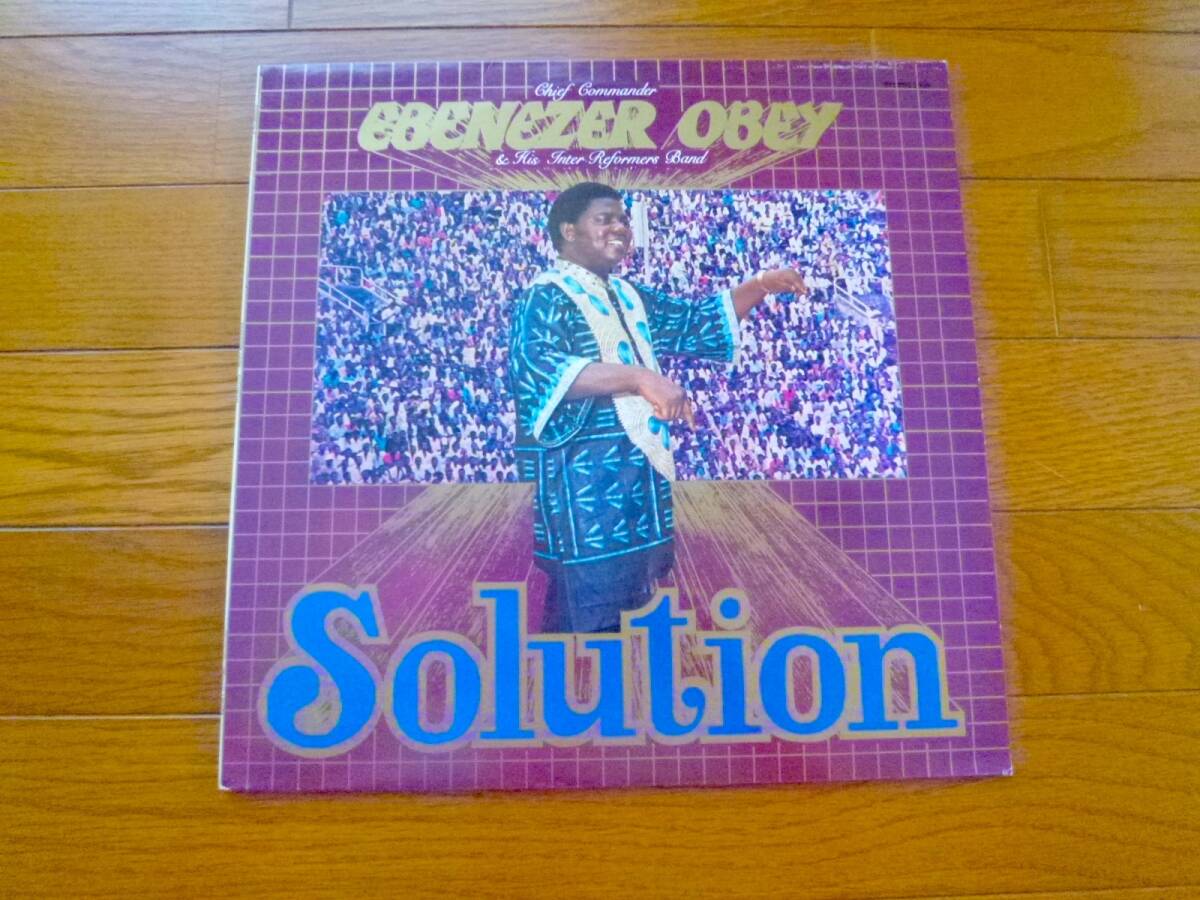 Chief Commander
EBENEZER OBEY
& His Inter-Reformers Band
Solution